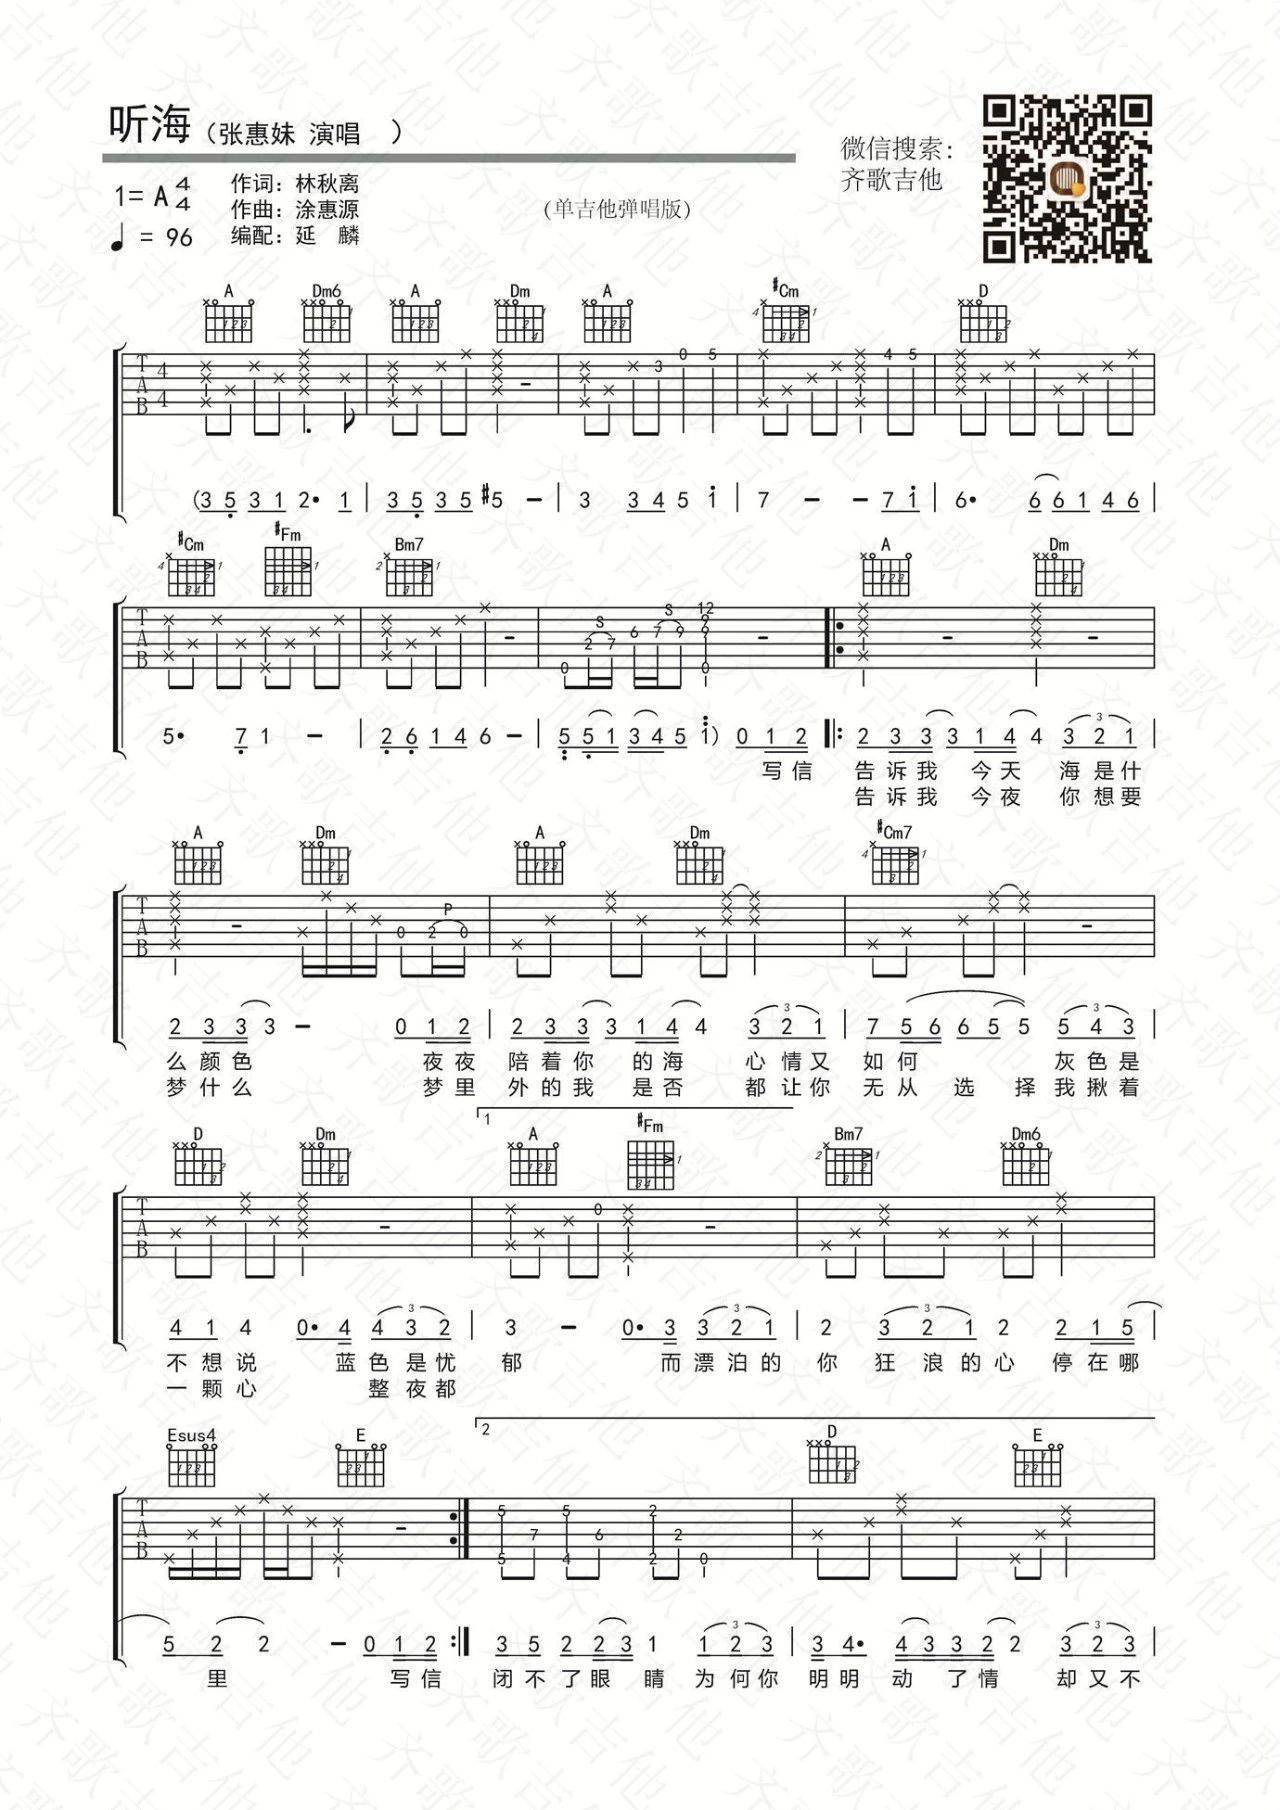 听海（张惠妹 演唱 ）
微信搜索：
齐歌吉他
1= A 4/4
♩ = 96
作词：林秋离
作曲：涂惠源
编配：延 麟
(单吉他弹唱版)
A Dm6 A Dm A #Cm D
(3 5 3 1 2• 1 | 3 5 3 5 #5 − | 3 3 4 5 i | 7 − − 7 i | 6• 6 6 1 4 6 |
#Cm #Fm Bm7 A Dm
5• 7 1 − | 2 6 1 4 6 − | 5 5 1 3 4 5 1) 0 1 2 |: 2 3 3 3 1 4 4 3 2 1 |
写信 告诉我 今天 海是什
告诉我 今夜 你想要
A Dm A Dm #Cm7
2 3 3 3 − 0 1 2 | 2 3 3 3 1 4 4 3 2 1 | 7 5 6 6 5 5 5 4 3 |
么颜色 夜夜 陪着你 的海 心情又 如何 灰色是
梦什么 梦里 外的我 是否 都让你 无从 选 择 我揪着
1
D Dm A #Fm Bm7 Dm6
4 1 4 0• 4 4 3 2 | 3 − 0• 3 3 2 1 | 2 3 2 1 2 2 1 5 |
不想说 蓝色是忧 郁 而漂泊的 你 狂浪的心 停在哪
一颗心 整夜都
2
Esus4 E D E
5 2 2 − 0 1 2 :| 3 5 2 2 3 1 1 2 3 | 3 4• 4 3 3 2 2 3 2 3 |
里 写信 闭不了眼 睛 为何你 明明 动 了情 却又不